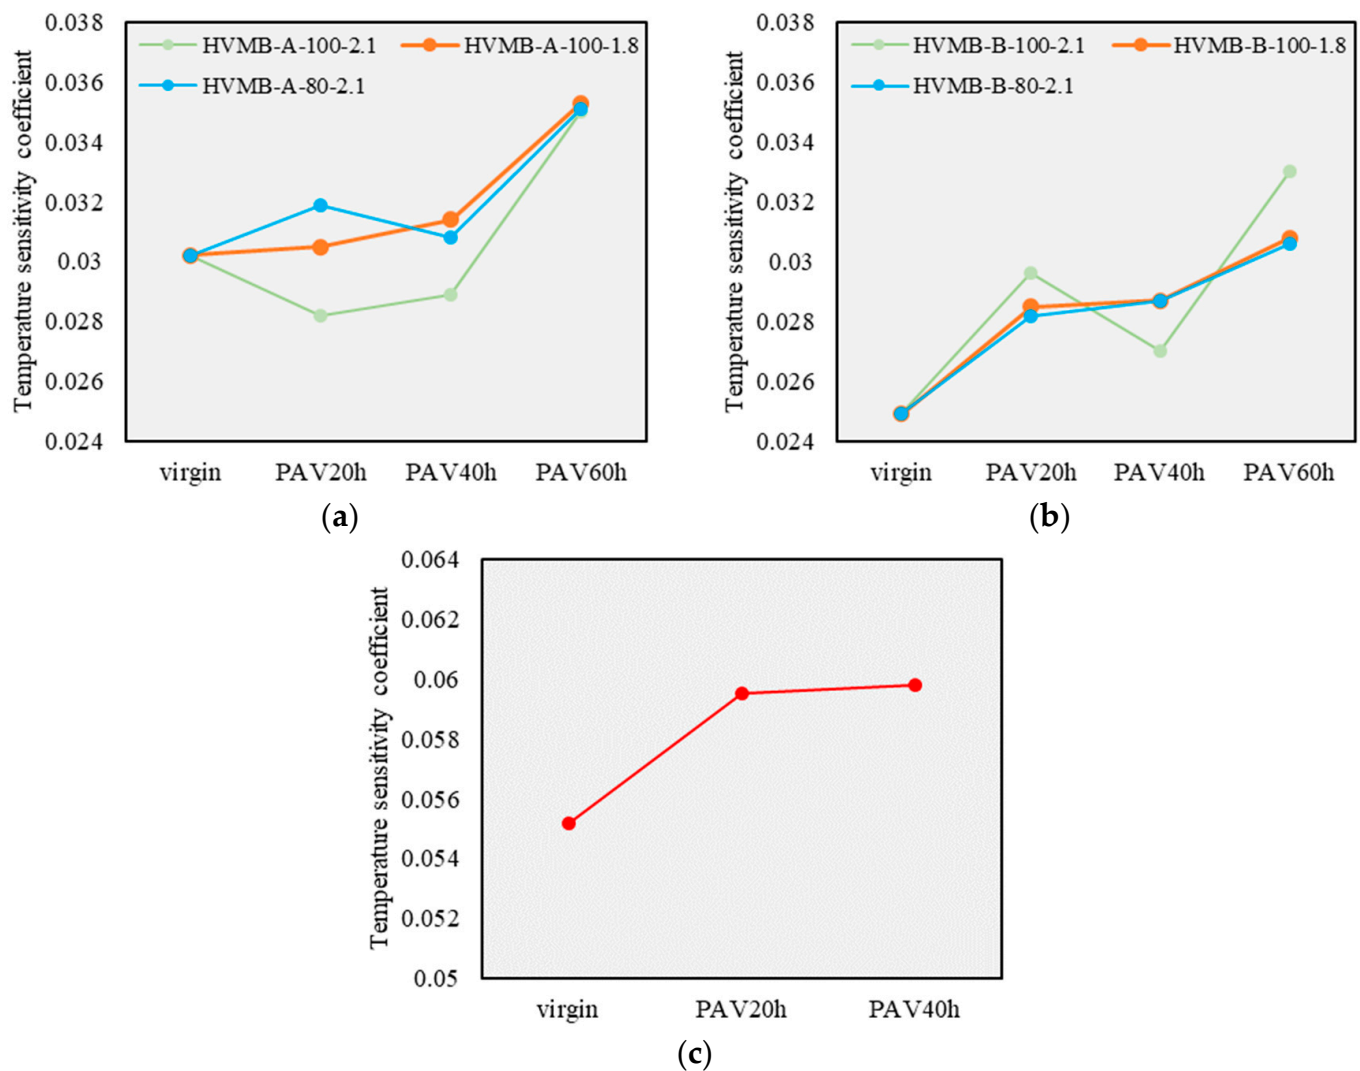 Temperature sensitivity coefficient
0.038
0.036
0.034
0.032
0.03
0.028
0.026
0.024
HVMB-A-100-2.1
HVMB-A-100-1.8
HVMB-A-80-2.1
virgin
PAV20h
PAV40h
PAV60h
(a)
Temperature sensitivity coefficient
0.038
0.036
0.034
0.032
0.03
0.028
0.026
0.024
HVMB-B-100-2.1
HVMB-B-100-1.8
HVMB-B-80-2.1
virgin
PAV20h
PAV40h
PAV60h
(b)
Temperature sensitivity coefficient
0.064
0.062
0.06
0.058
0.056
0.054
0.052
0.05
virgin
PAV20h
PAV40h
(c)